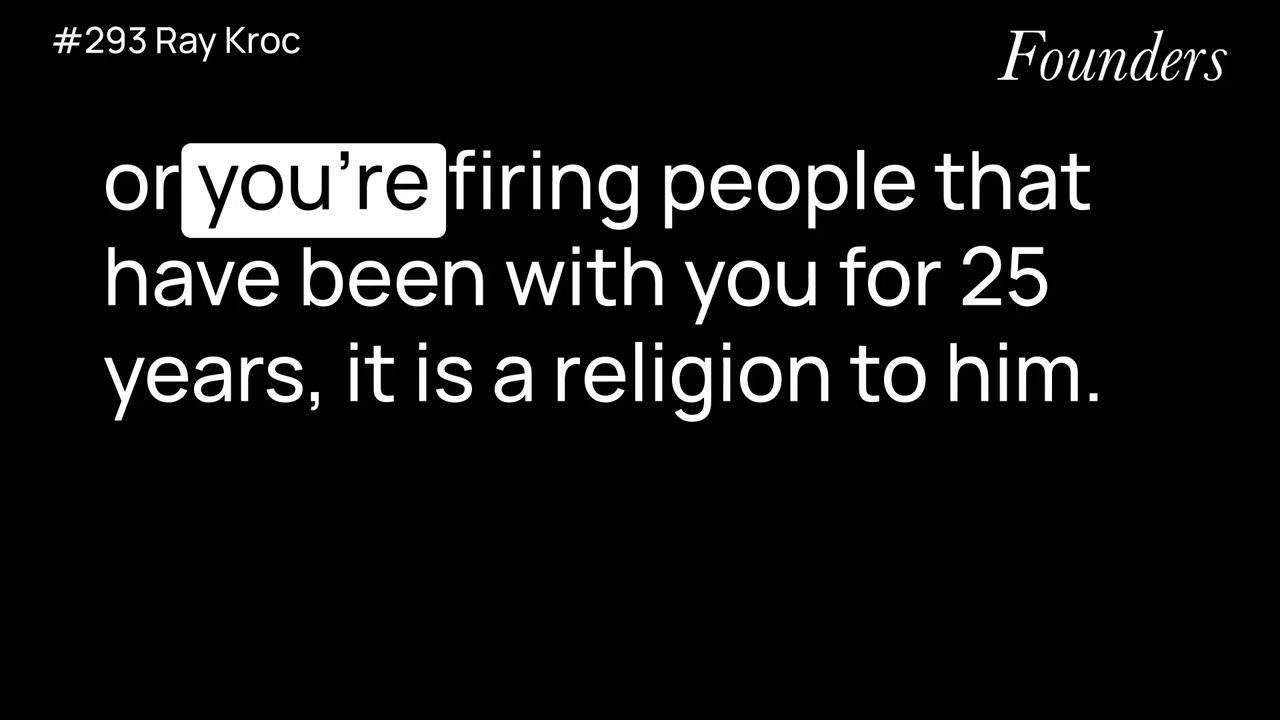 #293 Ray Kroc
Founders
or you’re firing people that
have been with you for 25
years, it is a religion to him.